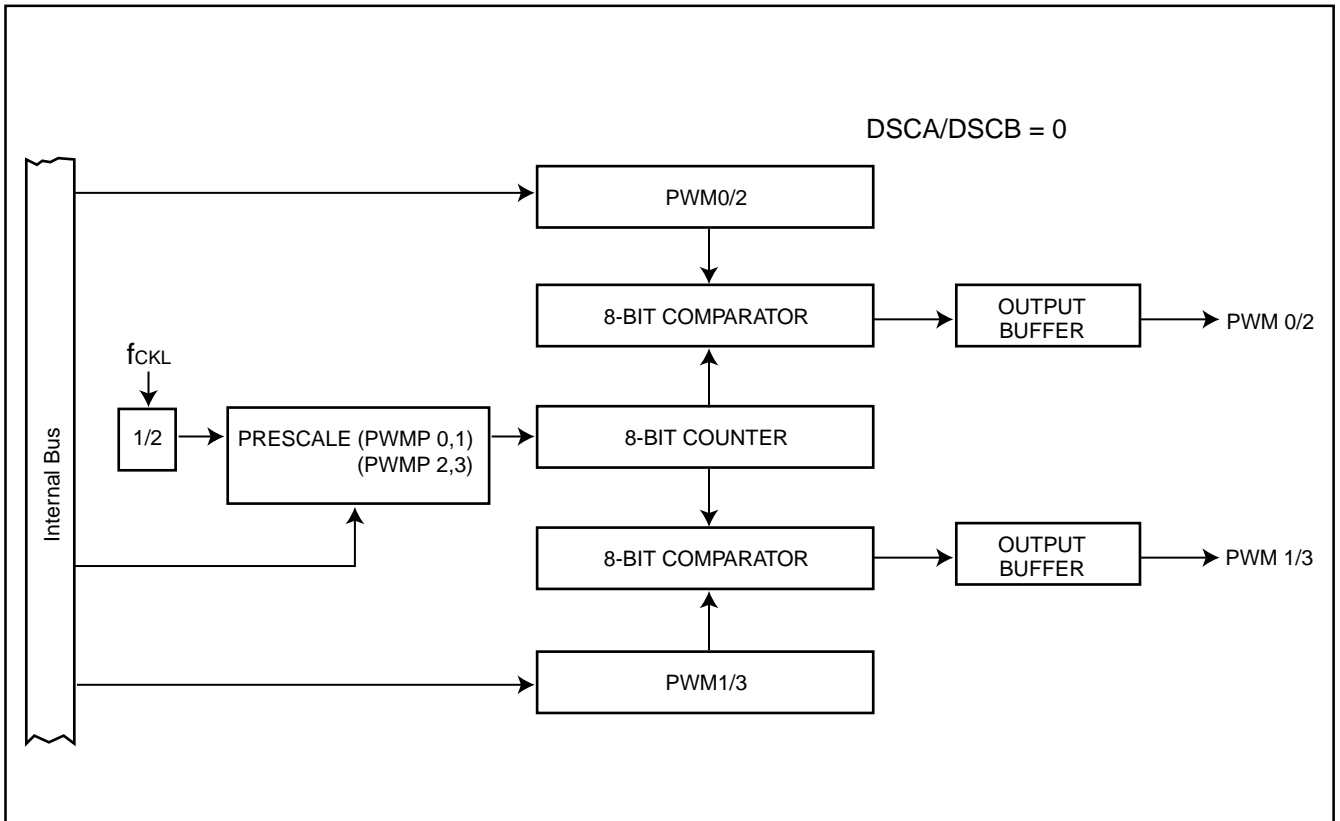 DSCA/DSCB = 0
PWM0/2
8-BIT COMPARATOR
OUTPUT
BUFFER
PWM 0/2
fCKL
1/2
PRESCALE (PWMP 0,1)
(PWMP 2,3)
8-BIT COUNTER
Internal Bus
8-BIT COMPARATOR
OUTPUT
BUFFER
PWM 1/3
PWM1/3